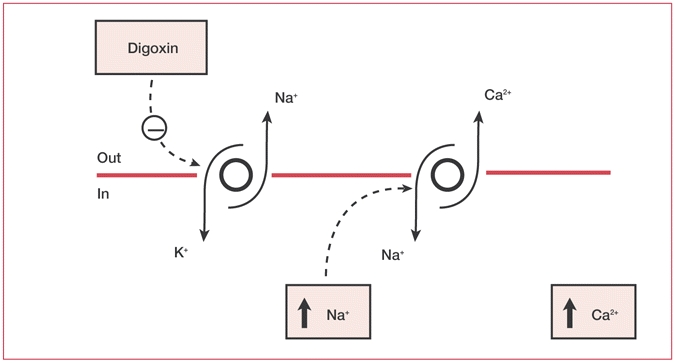 Digoxin
Na⁺
Ca²⁺
Out
In
K⁺
Na⁺
Na⁺
Ca²⁺